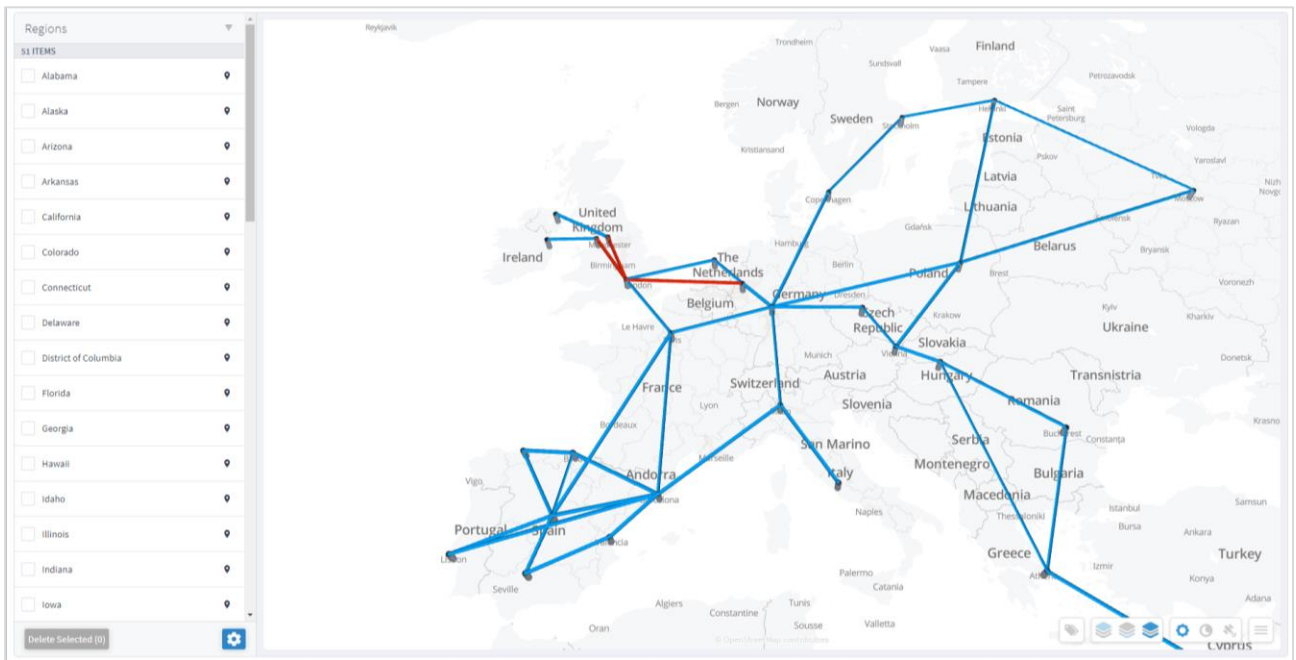 Regions
51 ITEMS
Alabama
Alaska
Arizona
Arkansas
California
Colorado
Connecticut
Delaware
District of Columbia
Florida
Georgia
Hawaii
Idaho
Illinois
Indiana
Iowa
Delete Selected (0)
Reykjavik
Trondheim
Vaasa
Finland
Sundsvall
Tampere
Petrozavodsk
Bergen
Norway
Sweden
Saint
Petersburg
Vologda
Estonia
Kristiansand
Pskov
Yaroslavl
Latvia
United
Kingdom
Lithuania
Ryazan
Gdańsk
Ireland
Hamburg
Belarus
Bryansk
The
Netherlands
Berlin
Poland
Brest
Voronezh
Belgium
Germany
Dresden
Czech
Republic
Krakow
Kyiv
Kharkiv
Le Havre
Ukraine
Slovakia
Munich
Donetsk
France
Switzerland
Austria
Hungary
Transnistria
Lyon
Slovenia
Romania
Bordeaux
San Marino
Serbia
Constanța
Marseille
Vigo
Andorra
Italy
Montenegro
Bulgaria
Macedonia
Istanbul
Samsun
Naples
Thessaloniki
Bursa
Ankara
Portugal
Spain
Greece
Turkey
Izmir
Konya
Seville
Palermo
Catania
Adana
Algiers
Constantine
Tunis
Sousse
Valletta
Oran
© OpenStreetMap contributors
Cyprus